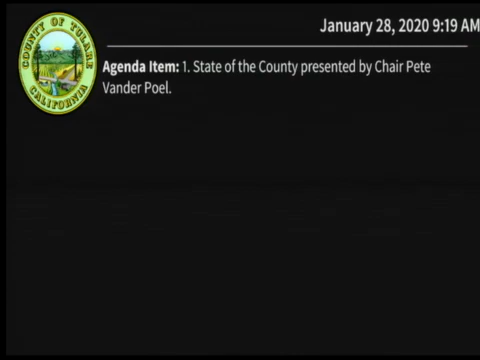 January 28, 2020 9:19 AM
COUNTY OF TULARE
CALIFORNIA
Agenda Item: 1. State of the County presented by Chair Pete
Vander Poel.